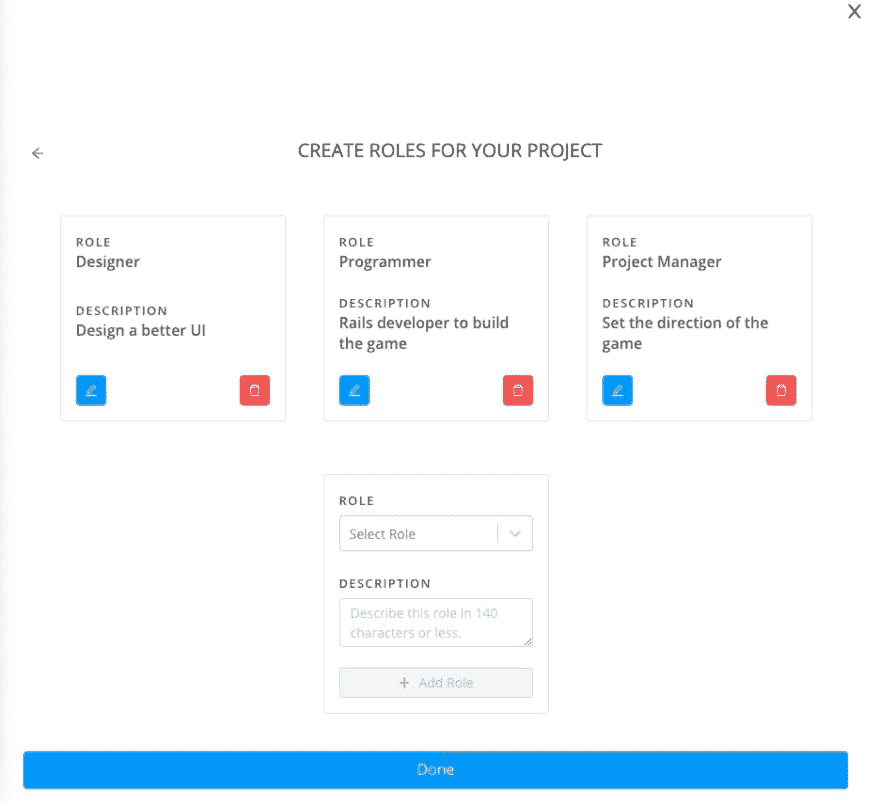 X
CREATE ROLES FOR YOUR PROJECT
ROLE
Designer
DESCRIPTION
Design a better UI
ROLE
Programmer
DESCRIPTION
Rails developer to build
the game
ROLE
Project Manager
DESCRIPTION
Set the direction of the
game
ROLE
Select Role
DESCRIPTION
Describe this role in 140
characters or less.
+ Add Role
Done